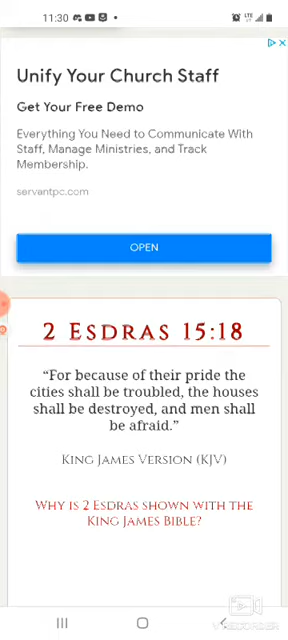 11:30
LTE
Unify Your Church Staff
Get Your Free Demo
Everything You Need to Communicate With
Staff, Manage Ministries, and Track
Membership.
servantpc.com
OPEN
2 ESDRAS 15:18
“For because of their pride the
cities shall be troubled, the houses
shall be destroyed, and men shall
be afraid.”
KING JAMES VERSION (KJV)
WHY IS 2 ESDRAS SHOWN WITH THE
KING JAMES BIBLE?
VRECORDER